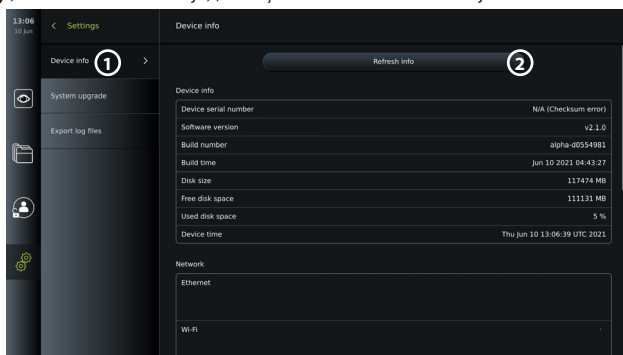 13:06
10 Jun
Settings
Device info
Device info
1
System upgrade
Export log files
Refresh info
2
Device info
Device serial number N/A (Checksum error)
Software version v2.1.0
Build number alpha-d0554981
Build time Jun 10 2021 04:43:27
Disk size 117474 MB
Free disk space 111131 MB
Used disk space 5 %
Device time Thu Jun 10 13:06:39 UTC 2021
Network
Ethernet
Wi-Fi